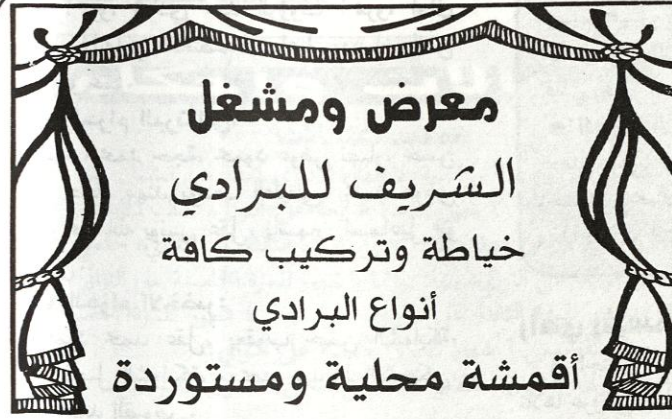 معرض ومشغل
الشريف للبرادي
خياطة وتركيب كافة
أنواع البرادي
أقمشة محلية ومستوردة